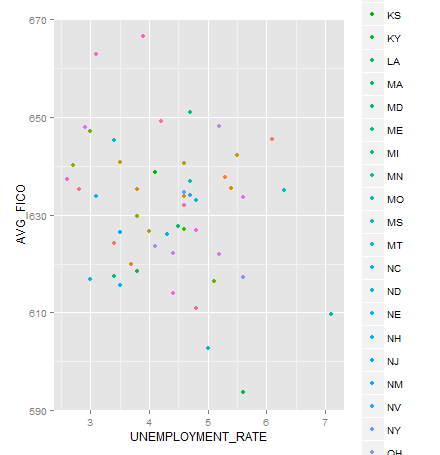 670
650
630
610
590
AVG_FICO
3 4 5 6 7
UNEMPLOYMENT_RATE
KS
KY
LA
MA
MD
ME
MI
MN
MO
MS
MT
NC
ND
NE
NH
NJ
NM
NV
NY
OH